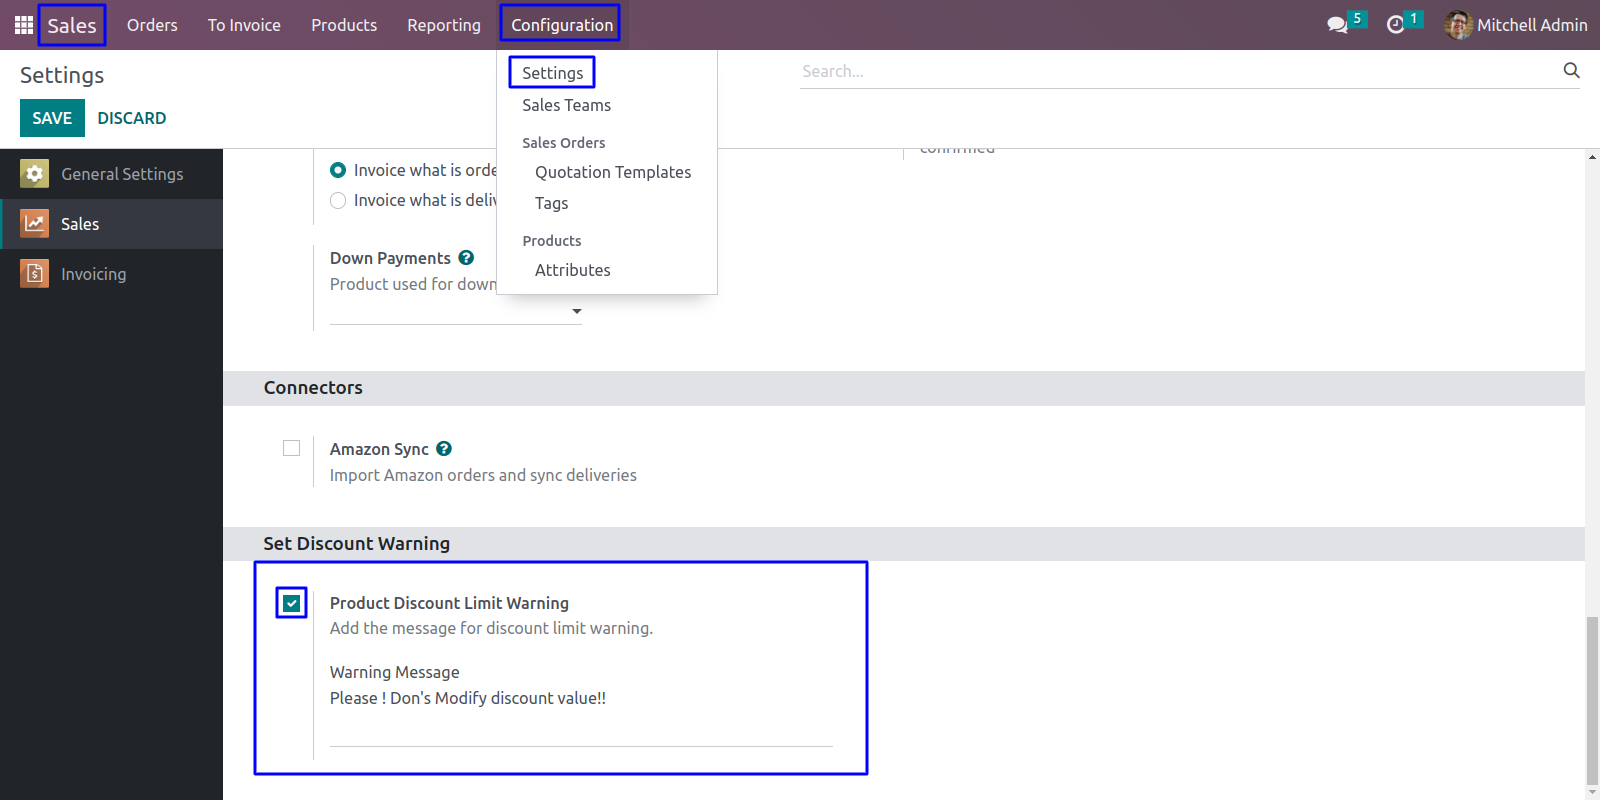 Sales Orders To Invoice Products Reporting Configuration 5 1 Mitchell Admin
Settings
Search...
SAVE DISCARD
Settings
Sales Teams
Sales Orders
Quotation Templates
Tags
Products
Attributes
General Settings
Sales
Invoicing
confirmed
Invoice what is orde
Invoice what is deliv
Down Payments ?
Product used for down
Connectors
Amazon Sync ?
Import Amazon orders and sync deliveries
Set Discount Warning
Product Discount Limit Warning
Add the message for discount limit warning.
Warning Message
Please ! Don's Modify discount value!!